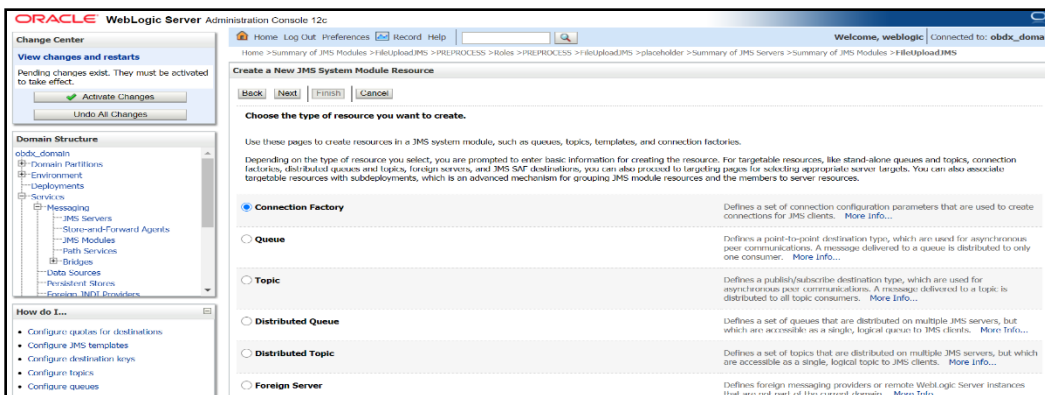 ORACLE WebLogic Server Administration Console 12c
Change Center
View changes and restarts
Pending changes exist. They must be activated
to take effect.
Activate Changes
Undo All Changes
Domain Structure
obdx_domain
Domain Partitions
Environment
Deployments
Services
Messaging
JMS Servers
Store-and-Forward Agents
JMS Modules
Path Services
Bridges
Data Sources
Persistent Stores
Foreign JNDI Providers
How do I...
Configure quotas for destinations
Configure JMS templates
Configure destination keys
Configure topics
Configure queues
Home Log Out Preferences Record Help
Welcome, weblogic Connected to: obdx_doma
Home >Summary of JMS Modules >FileUploadJMS >PREPROCESS >Roles >PREPROCESS >FileUploadJMS >placeholder >Summary of JMS Servers >Summary of JMS Modules >FileUploadJMS
Create a New JMS System Module Resource
Back Next Finish Cancel
Choose the type of resource you want to create.
Use these pages to create resources in a JMS system module, such as queues, topics, templates, and connection factories.
Depending on the type of resource you select, you are prompted to enter basic information for creating the resource. For targetable resources, like stand-alone queues and topics, connection
factories, distributed queues and topics, foreign servers, and JMS SAF destinations, you can also proceed to targeting pages for selecting appropriate server targets. You can also associate
targetable resources with subdeployments, which is an advanced mechanism for grouping JMS module resources and the members to server resources.
Connection Factory
Defines a set of connection configuration parameters that are used to create
connections for JMS clients. More Info...
Queue
Defines a point-to-point destination type, which are used for asynchronous
peer communications. A message delivered to a queue is distributed to only
one consumer. More Info...
Topic
Defines a publish/subscribe destination type, which are used for
asynchronous peer communications. A message delivered to a topic is
distributed to all topic consumers. More Info...
Distributed Queue
Defines a set of queues that are distributed on multiple JMS servers, but
which are accessible as a single, logical queue to JMS clients. More Info...
Distributed Topic
Defines a set of topics that are distributed on multiple JMS servers, but which
are accessible as a single, logical topic to JMS clients. More Info...
Foreign Server
Defines foreign messaging providers or remote WebLogic Server instances
that are not part of the current domain. More Info...